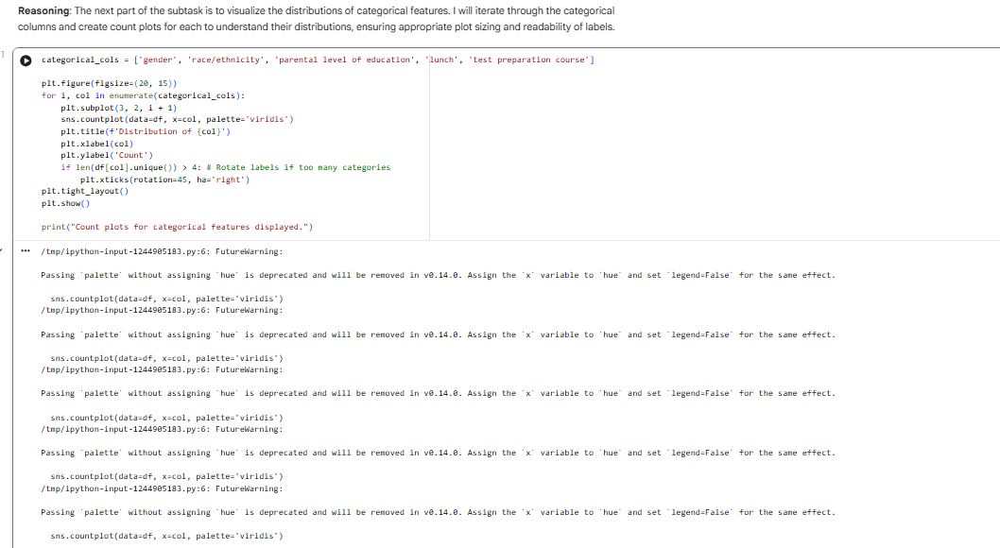 Reasoning: The next part of the subtask is to visualize the distributions of categorical features. I will iterate through the categorical
columns and create count plots for each to understand their distributions, ensuring appropriate plot sizing and readability of labels.
]
categorical_cols = ['gender', 'race/ethnicity', 'parental level of education', 'lunch', 'test preparation course']
plt.figure(figsize=(20, 15))
for i, col in enumerate(categorical_cols):
    plt.subplot(3, 2, i + 1)
    sns.countplot(data=df, x=col, palette='viridis')
    plt.title(f'Distribution of {col}')
    plt.xlabel(col)
    plt.ylabel('Count')
    if len(df[col].unique()) > 4: # Rotate labels if too many categories
        plt.xticks(rotation=45, ha='right')
plt.tight_layout()
plt.show()
print("Count plots for categorical features displayed.")
/tmp/ipython-input-1244905183.py:6: FutureWarning:
Passing `palette` without assigning `hue` is deprecated and will be removed in v0.14.0. Assign the `x` variable to `hue` and set `legend=False` for the same effect.
  sns.countplot(data=df, x=col, palette='viridis')
/tmp/ipython-input-1244905183.py:6: FutureWarning:
Passing `palette` without assigning `hue` is deprecated and will be removed in v0.14.0. Assign the `x` variable to `hue` and set `legend=False` for the same effect.
  sns.countplot(data=df, x=col, palette='viridis')
/tmp/ipython-input-1244905183.py:6: FutureWarning:
Passing `palette` without assigning `hue` is deprecated and will be removed in v0.14.0. Assign the `x` variable to `hue` and set `legend=False` for the same effect.
  sns.countplot(data=df, x=col, palette='viridis')
/tmp/ipython-input-1244905183.py:6: FutureWarning:
Passing `palette` without assigning `hue` is deprecated and will be removed in v0.14.0. Assign the `x` variable to `hue` and set `legend=False` for the same effect.
  sns.countplot(data=df, x=col, palette='viridis')
/tmp/ipython-input-1244905183.py:6: FutureWarning:
Passing `palette` without assigning `hue` is deprecated and will be removed in v0.14.0. Assign the `x` variable to `hue` and set `legend=False` for the same effect.
  sns.countplot(data=df, x=col, palette='viridis')